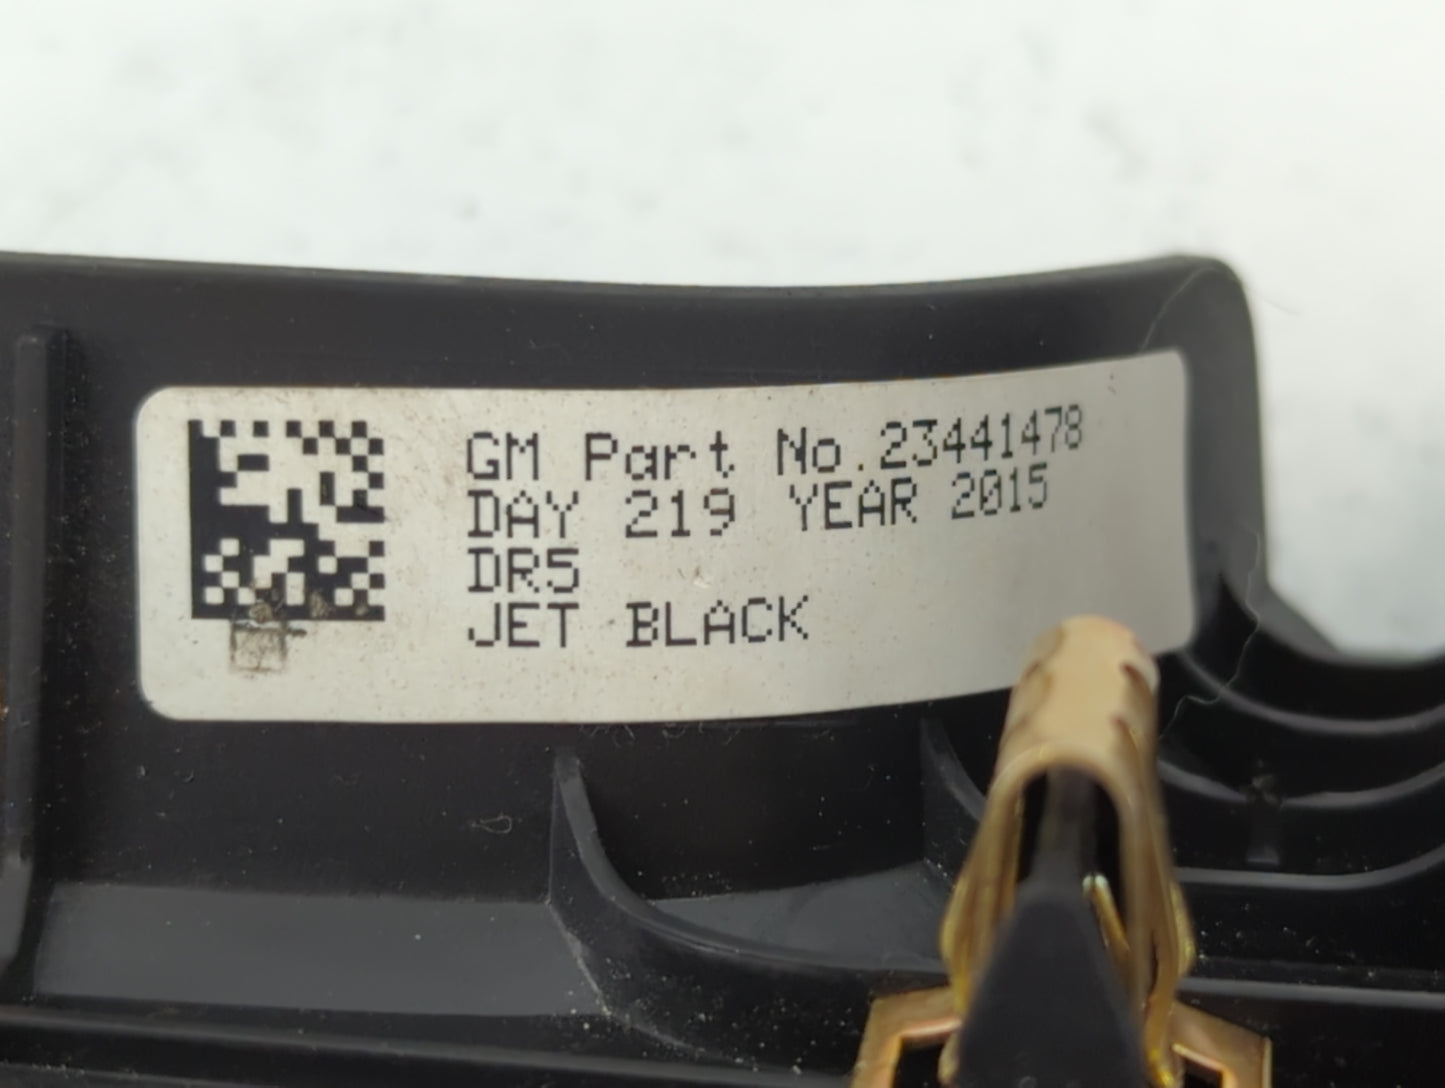 GM Part No.23441478
DAY 219 YEAR 2015
DR5
JET BLACK